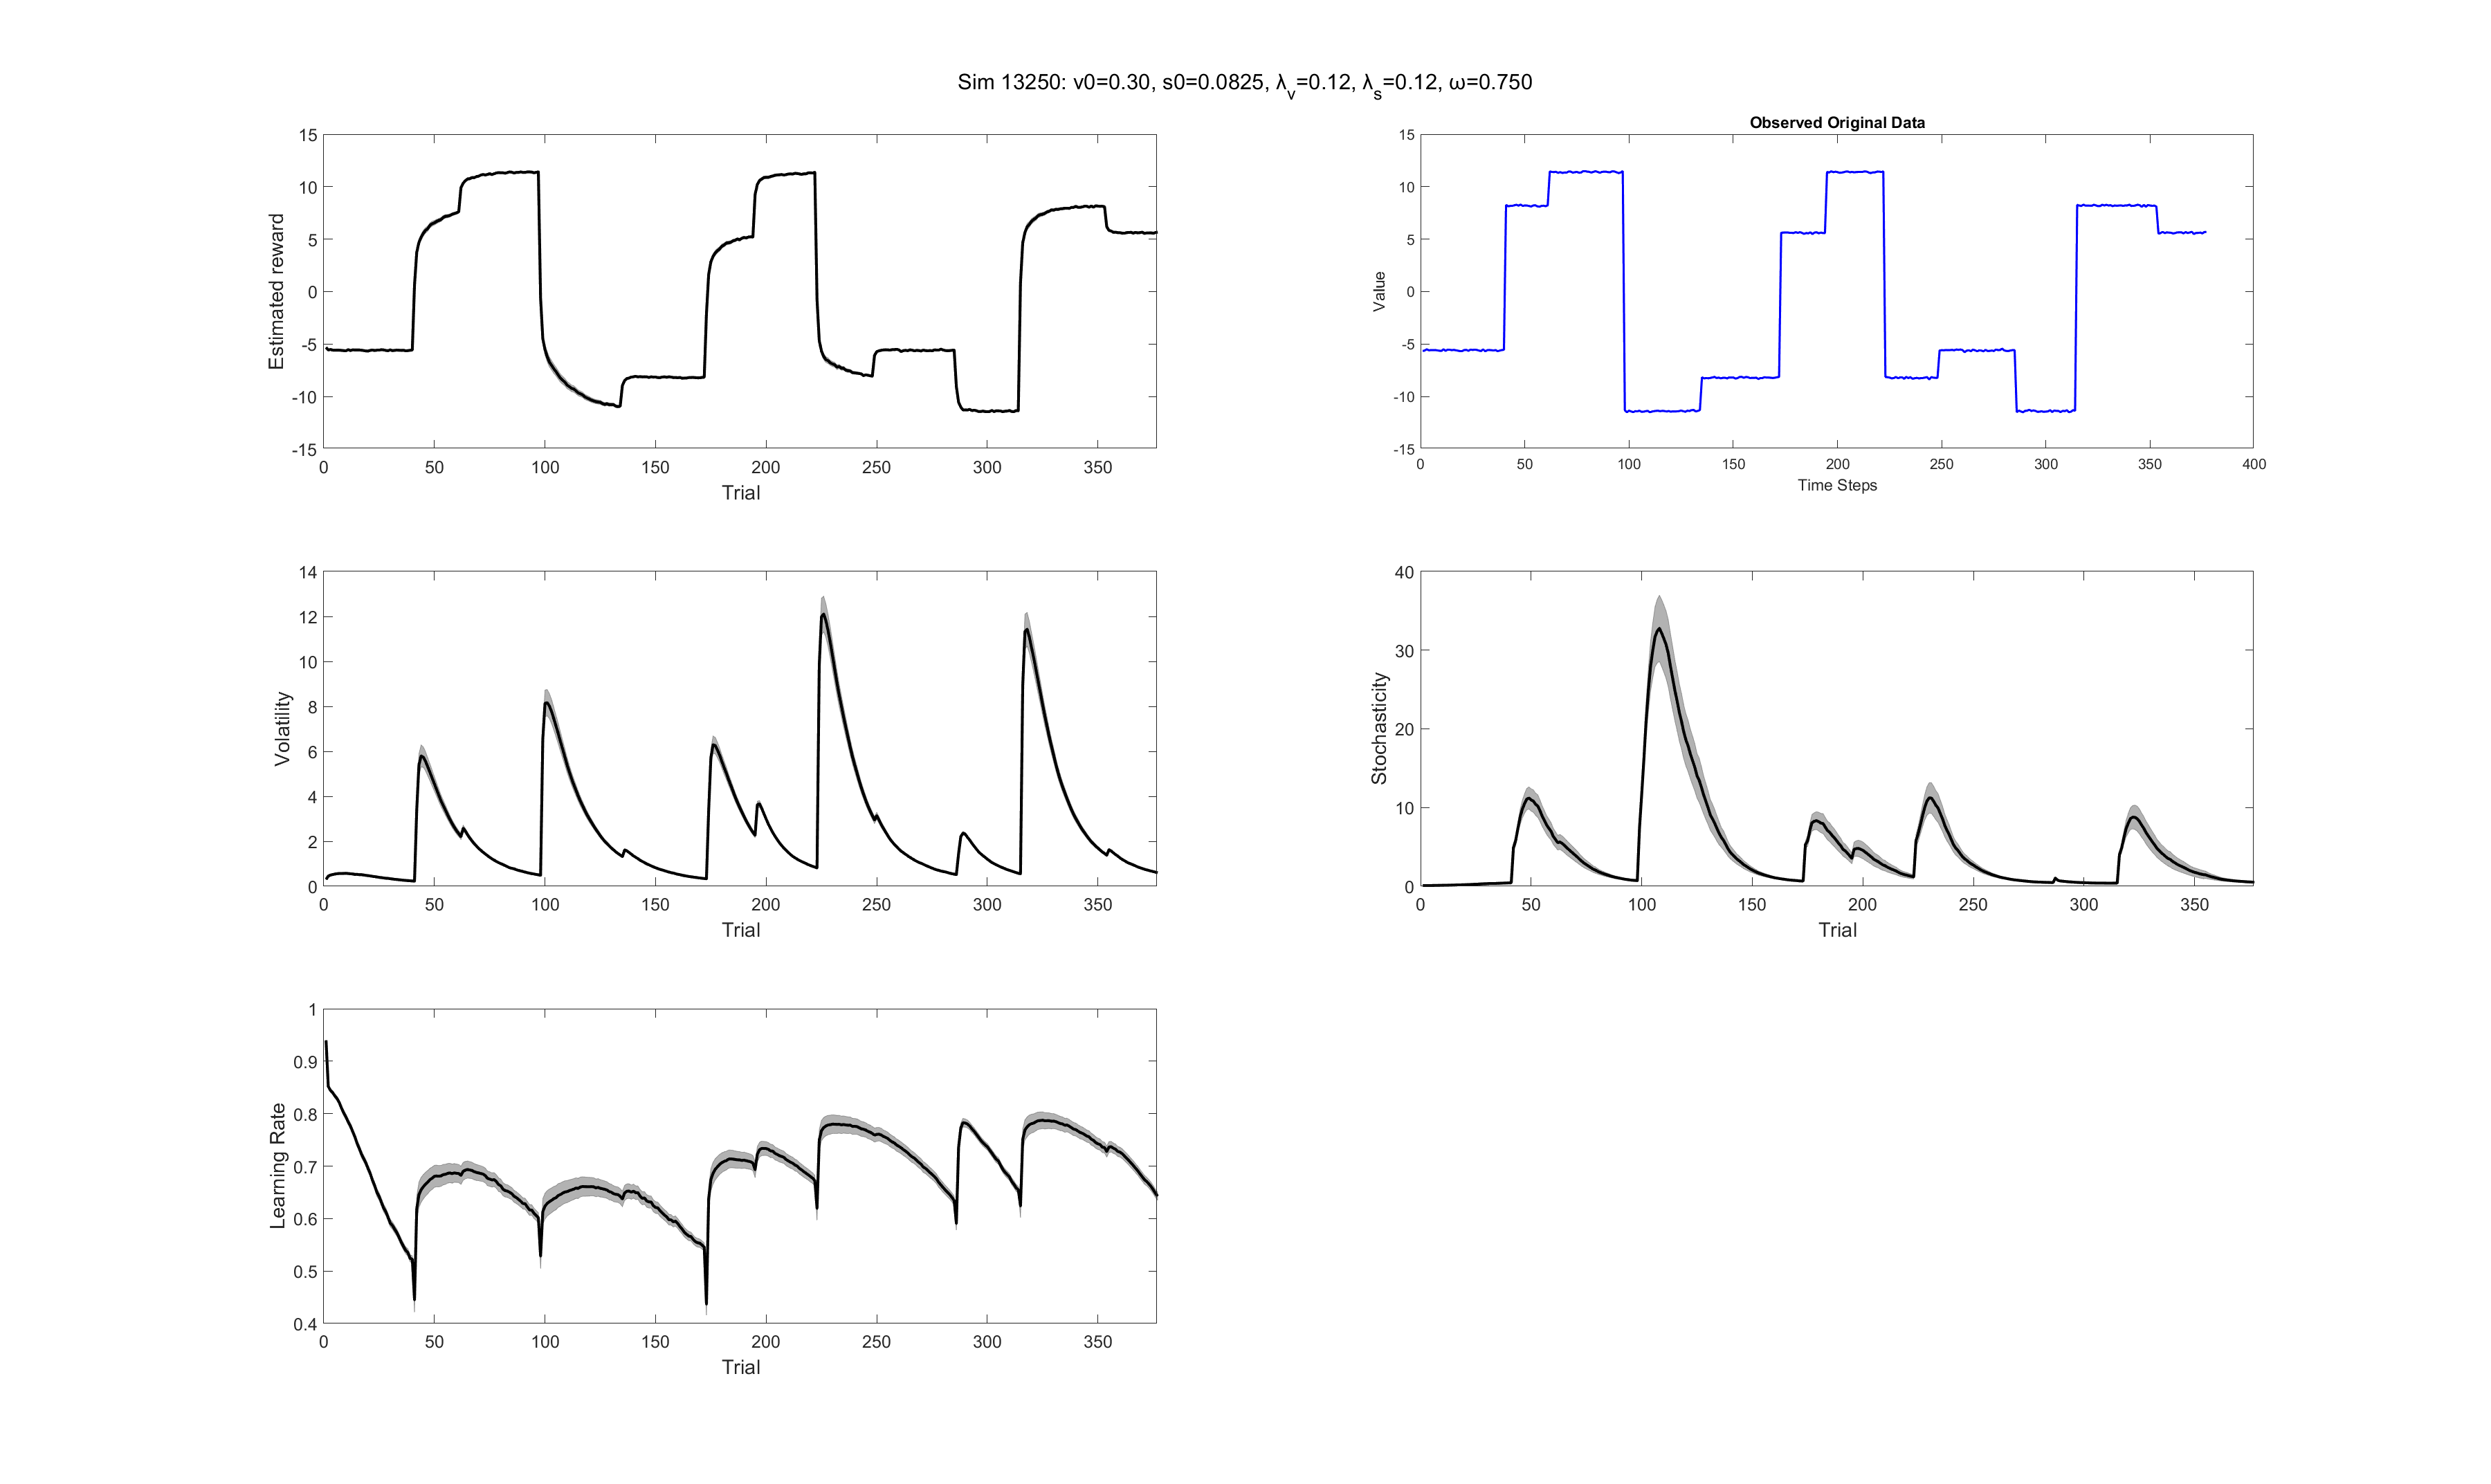 Sim 13250: v0=0.30, s0=0.0825, λv=0.12, λs=0.12, ω=0.750
Estimated reward
15
10
5
0
-5
-10
-15
0 50 100 150 200 250 300 350
Trial
Observed Original Data
Value
15
10
5
0
-5
-10
-15
0 50 100 150 200 250 300 350 400
Time Steps
Volatility
14
12
10
8
6
4
2
0
0 50 100 150 200 250 300 350
Trial
Stochasticity
40
30
20
10
0
0 50 100 150 200 250 300 350
Trial
Learning Rate
1
0.9
0.8
0.7
0.6
0.5
0.4
0 50 100 150 200 250 300 350
Trial